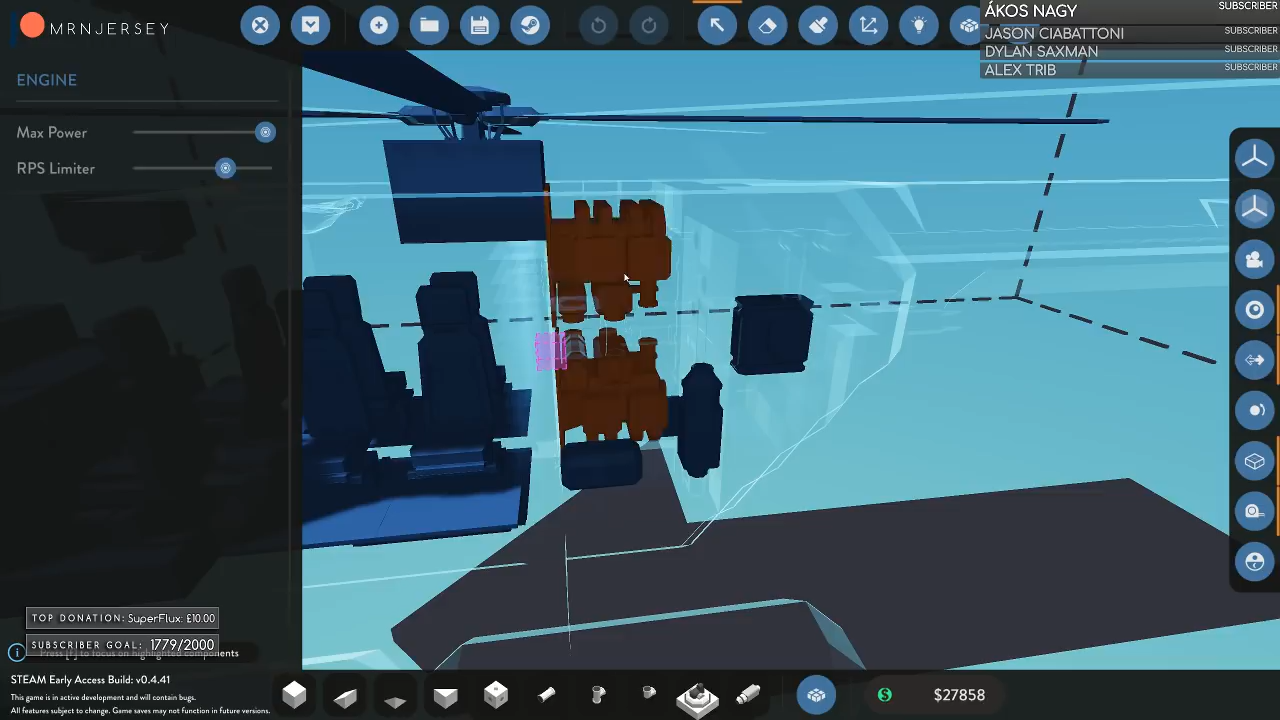 MRNJERSEY
ÁKOS NAGY SUBSCRIBER
JASON CIABATTONI SUBSCRIBER
DYLAN SAXMAN SUBSCRIBER
ALEX TRIB SUBSCRIBER
ENGINE
Max Power
RPS Limiter
TOP DONATION: SuperFlux: £10.00
SUBSCRIBER GOAL: 1779/2000
to focus on highlighted components
STEAM Early Access Build: v0.4.41
This game is in active development and will contain bugs.
All features subject to change. Game saves may not function in future versions.
$ $27858